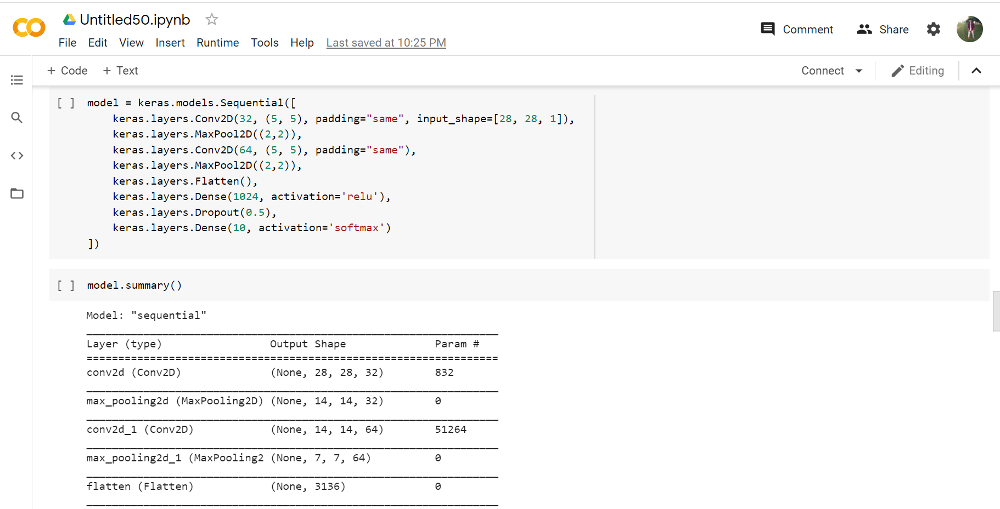 Untitled50.ipynb
File Edit View Insert Runtime Tools Help Last saved at 10:25 PM
Comment Share
+ Code + Text
Connect Editing
[ ] model = keras.models.Sequential([
    keras.layers.Conv2D(32, (5, 5), padding="same", input_shape=[28, 28, 1]),
    keras.layers.MaxPool2D((2,2)),
    keras.layers.Conv2D(64, (5, 5), padding="same"),
    keras.layers.MaxPool2D((2,2)),
    keras.layers.Flatten(),
    keras.layers.Dense(1024, activation='relu'),
    keras.layers.Dropout(0.5),
    keras.layers.Dense(10, activation='softmax')
])
[ ] model.summary()
Model: "sequential"
_________________________________________________________________
Layer (type)                 Output Shape              Param #
=================================================================
conv2d (Conv2D)              (None, 28, 28, 32)        832
_________________________________________________________________
max_pooling2d (MaxPooling2D) (None, 14, 14, 32)        0
_________________________________________________________________
conv2d_1 (Conv2D)            (None, 14, 14, 64)        51264
_________________________________________________________________
max_pooling2d_1 (MaxPooling2 (None, 7, 7, 64)          0
_________________________________________________________________
flatten (Flatten)            (None, 3136)              0
_________________________________________________________________